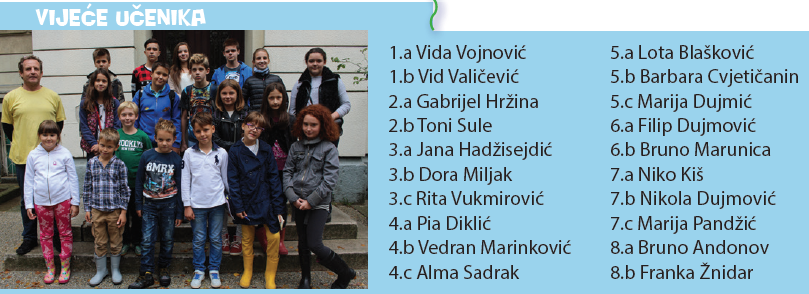 VIJEĆE UČENIKA
1.a Vida Vojnović
1.b Vid Valičević
2.a Gabrijel Hržina
2.b Toni Sule
3.a Jana Hadžisejdić
3.b Dora Miljak
3.c Rita Vukmirović
4.a Pia Diklić
4.b Vedran Marinković
4.c Alma Sadrak
5.a Lota Blašković
5.b Barbara Cvjetičanin
5.c Marija Dujmić
6.a Filip Dujmović
6.b Bruno Marunica
7.a Niko Kiš
7.b Nikola Dujmović
7.c Marija Pandžić
8.a Bruno Andonov
8.b Franka Žnidar
BROOKLYN
BMRX